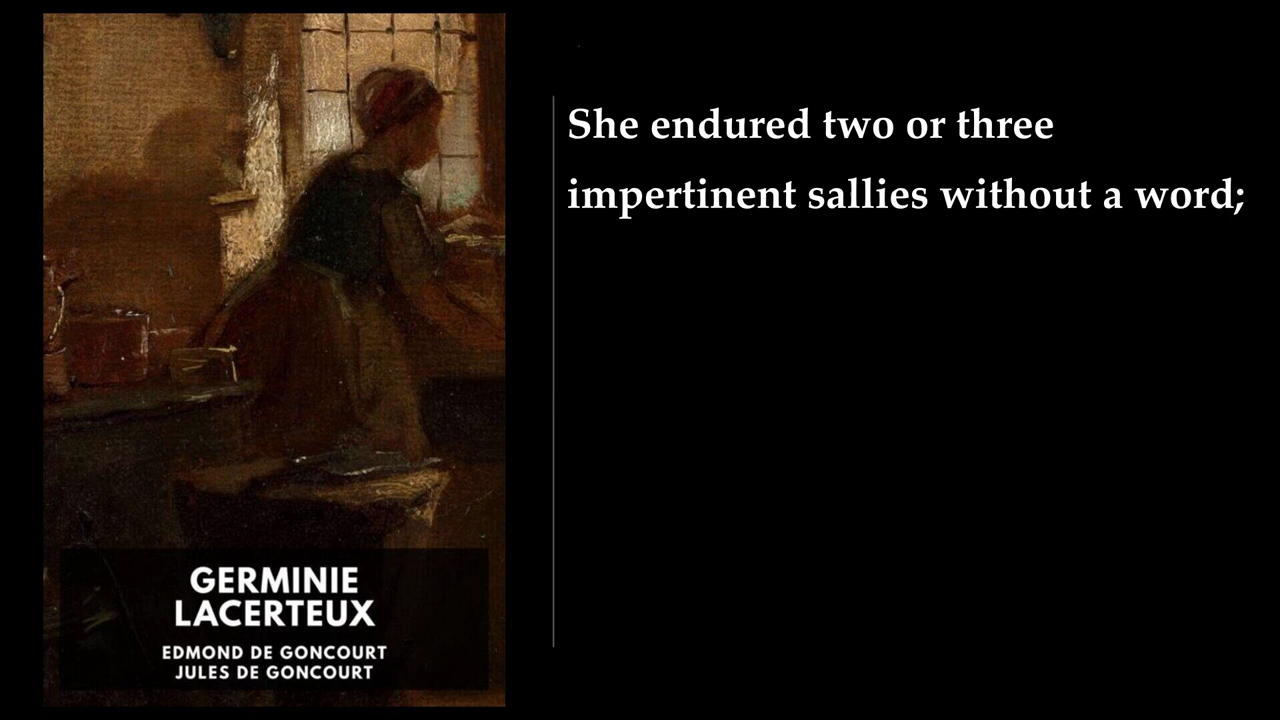 She endured two or three
impertinent sallies without a word;
GERMINIE
LACERTEUX
EDMOND DE GONCOURT
JULES DE GONCOURT